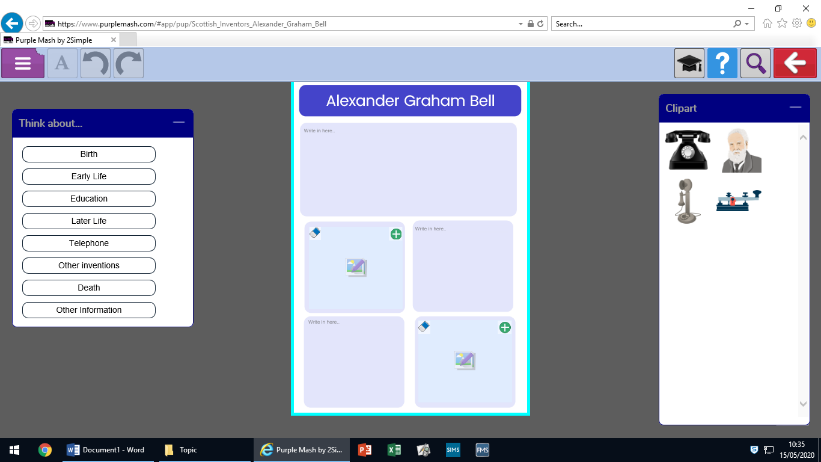 https://www.purplemash.com/#app/pup/Scottish_Inventors_Alexander_Graham_Bell
Search...
Purple Mash by 2Simple
A
?
Alexander Graham Bell
Think about...
Birth
Early Life
Education
Later Life
Telephone
Other inventions
Death
Other Information
Write in here...
Write in here...
Write in here...
Clipart
Document1 - Word
Topic
Purple Mash by 2Si...
SIMS
FMS
10:35
15/05/2020